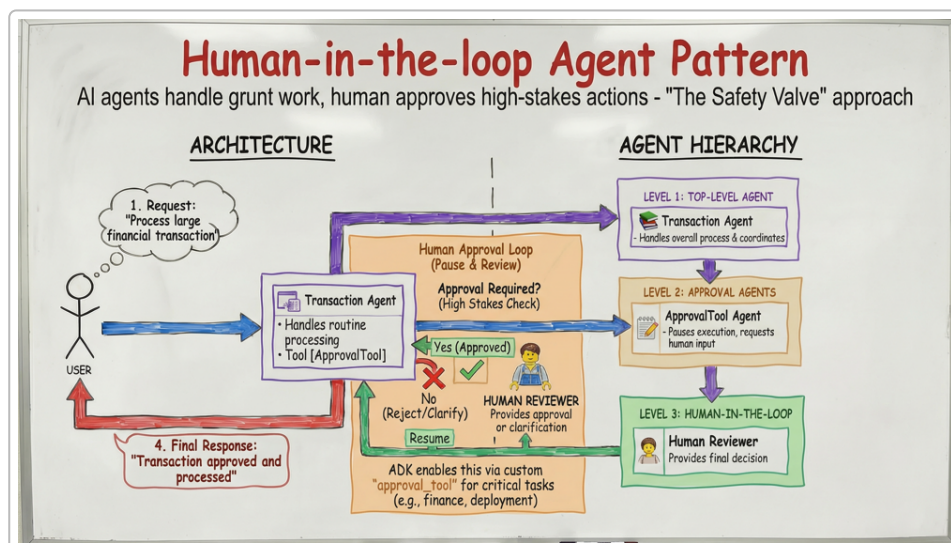 Human-in-the-loop Agent Pattern
AI agents handle grunt work, human approves high-stakes actions - "The Safety Valve" approach
ARCHITECTURE
1. Request:
"Process large
financial transaction"
USER
Transaction Agent
• Handles routine
processing
• Tool [ApprovalTool]
4. Final Response:
"Transaction approved and
processed"
Human Approval Loop
(Pause & Review)
Approval Required?
(High Stakes Check)
Yes (Approved)
No
(Reject/Clarify)
HUMAN REVIEWER
Provides approval
or clarification
Resume
ADK enables this via custom
"approval_tool" for critical tasks
(e.g., finance, deployment)
AGENT HIERARCHY
LEVEL 1: TOP-LEVEL AGENT
Transaction Agent
- Handles overall process & coordinates
LEVEL 2: APPROVAL AGENTS
ApprovalTool Agent
- Pauses execution, requests
human input
LEVEL 3: HUMAN-IN-THE-LOOP
Human Reviewer
Provides final decision